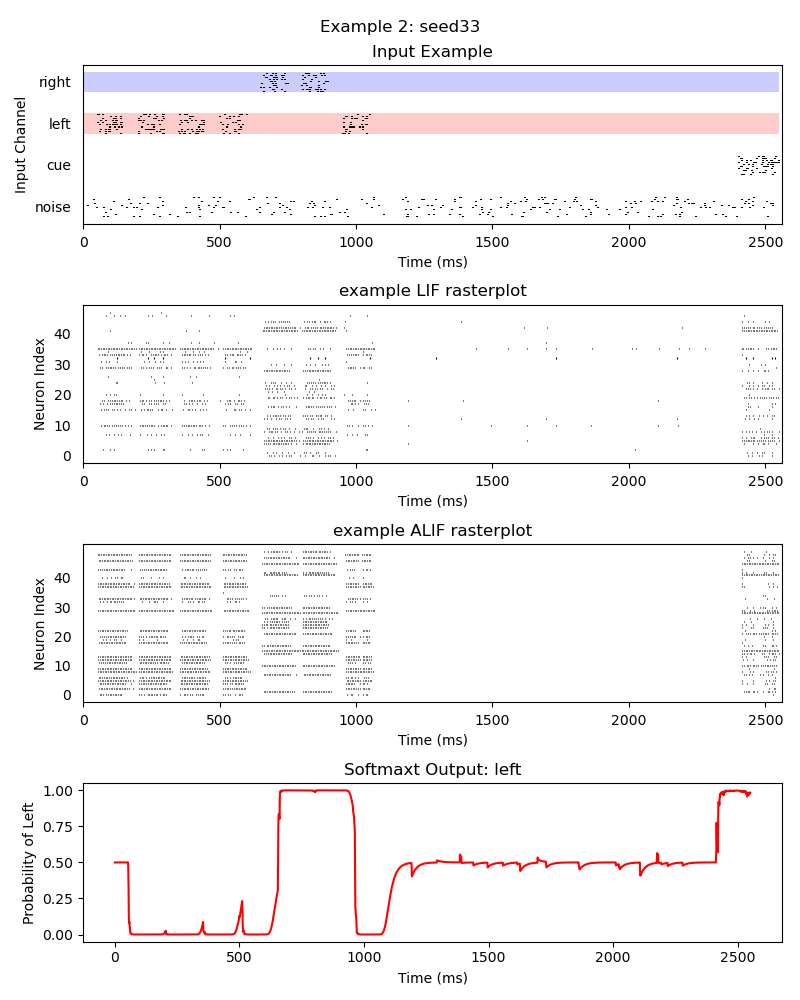 Example 2: seed33
Input Example
Input Channel
right
left
cue
noise
0 500 1000 1500 2000 2500
Time (ms)
example LIF rasterplot
Neuron Index
40
30
20
10
0
0 500 1000 1500 2000 2500
Time (ms)
example ALIF rasterplot
Neuron Index
40
30
20
10
0
0 500 1000 1500 2000 2500
Time (ms)
Softmaxt Output: left
Probability of Left
1.00
0.75
0.50
0.25
0.00
0 500 1000 1500 2000 2500
Time (ms)